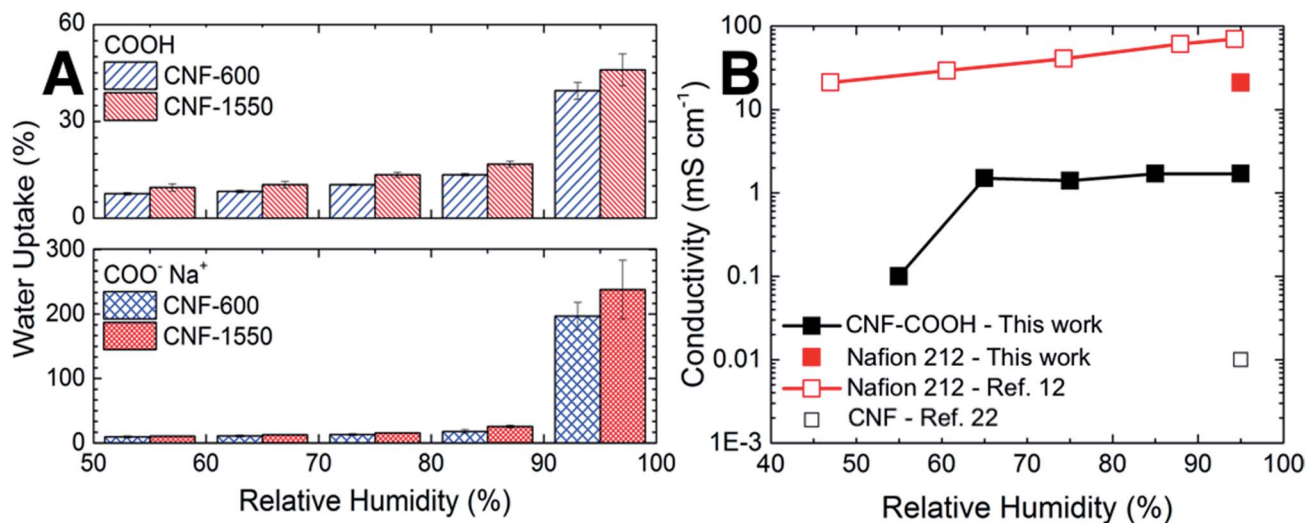 A
COOH
CNF-600
CNF-1550
60
30
0
COO⁻ Na⁺
CNF-600
CNF-1550
300
200
100
0
50 60 70 80 90 100
Water Uptake (%)
Relative Humidity (%)
B
100
10
1
0.1
0.01
1E-3
CNF-COOH - This work
Nafion 212 - This work
Nafion 212 - Ref. 12
CNF - Ref. 22
40 50 60 70 80 90 100
Conductivity (mS cm⁻¹)
Relative Humidity (%)